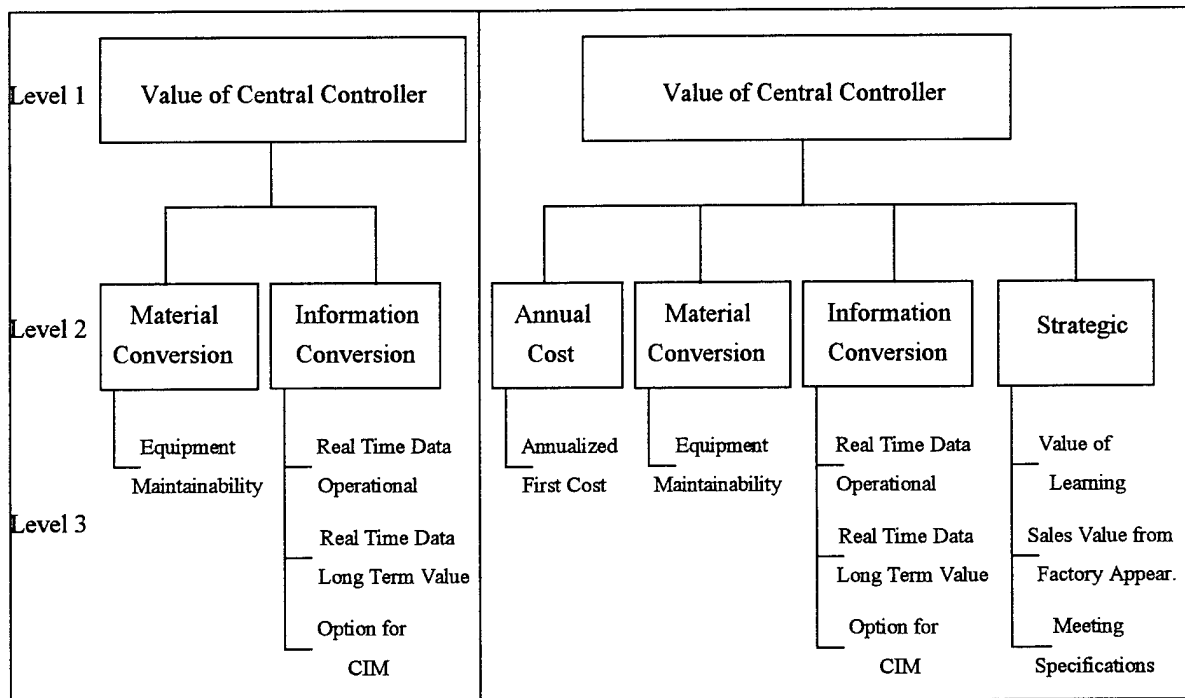 Level 1
Value of Central Controller
Level 2
Material
Conversion
Information
Conversion
Equipment
Maintainability
Real Time Data
Operational
Level 3
Real Time Data
Long Term Value
Option for
CIM
Value of Central Controller
Annual
Cost
Material
Conversion
Information
Conversion
Strategic
Annualized
First Cost
Equipment
Maintainability
Real Time Data
Operational
Real Time Data
Long Term Value
Option for
CIM
Value of
Learning
Sales Value from
Factory Appear.
Meeting
Specifications